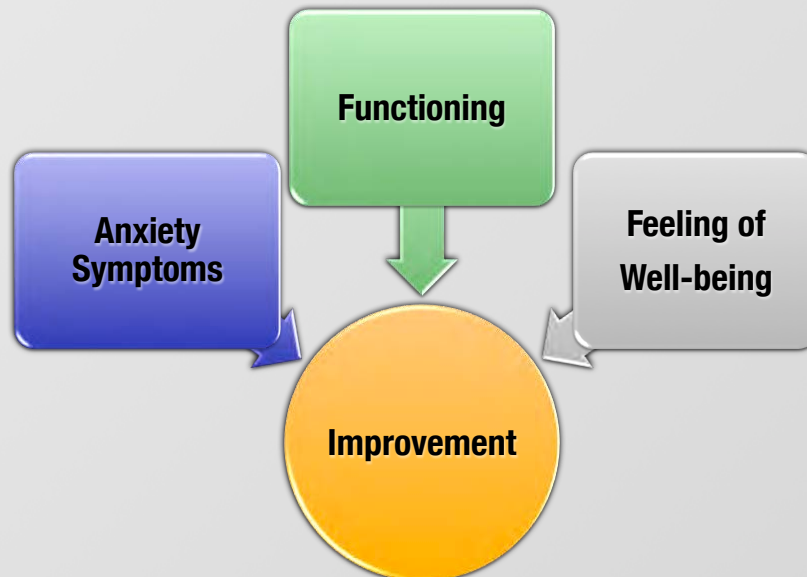 Functioning
Anxiety
Symptoms
Feeling of
Well-being
Improvement